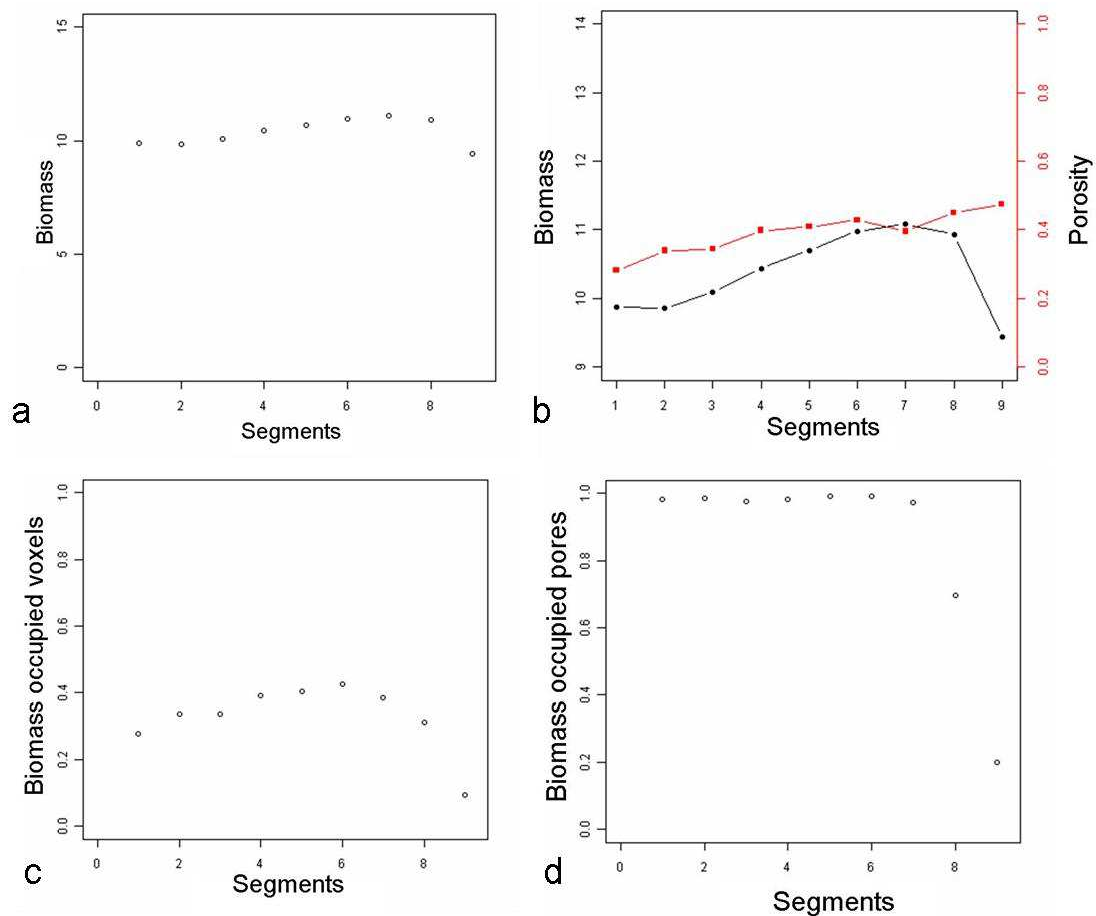 15
10
5
0
Biomass
0 2 4 6 8
a
Segments
14
13
12
11
10
9
Biomass
1.0
0.8
0.6
0.4
0.2
0.0
Porosity
1 2 3 4 5 6 7 8 9
b
Segments
1.0
0.8
0.6
0.4
0.2
0.0
Biomass occupied voxels
0 2 4 6 8
c
Segments
1.0
0.8
0.6
0.4
0.2
0.0
Biomass occupied pores
0 2 4 6 8
d
Segments